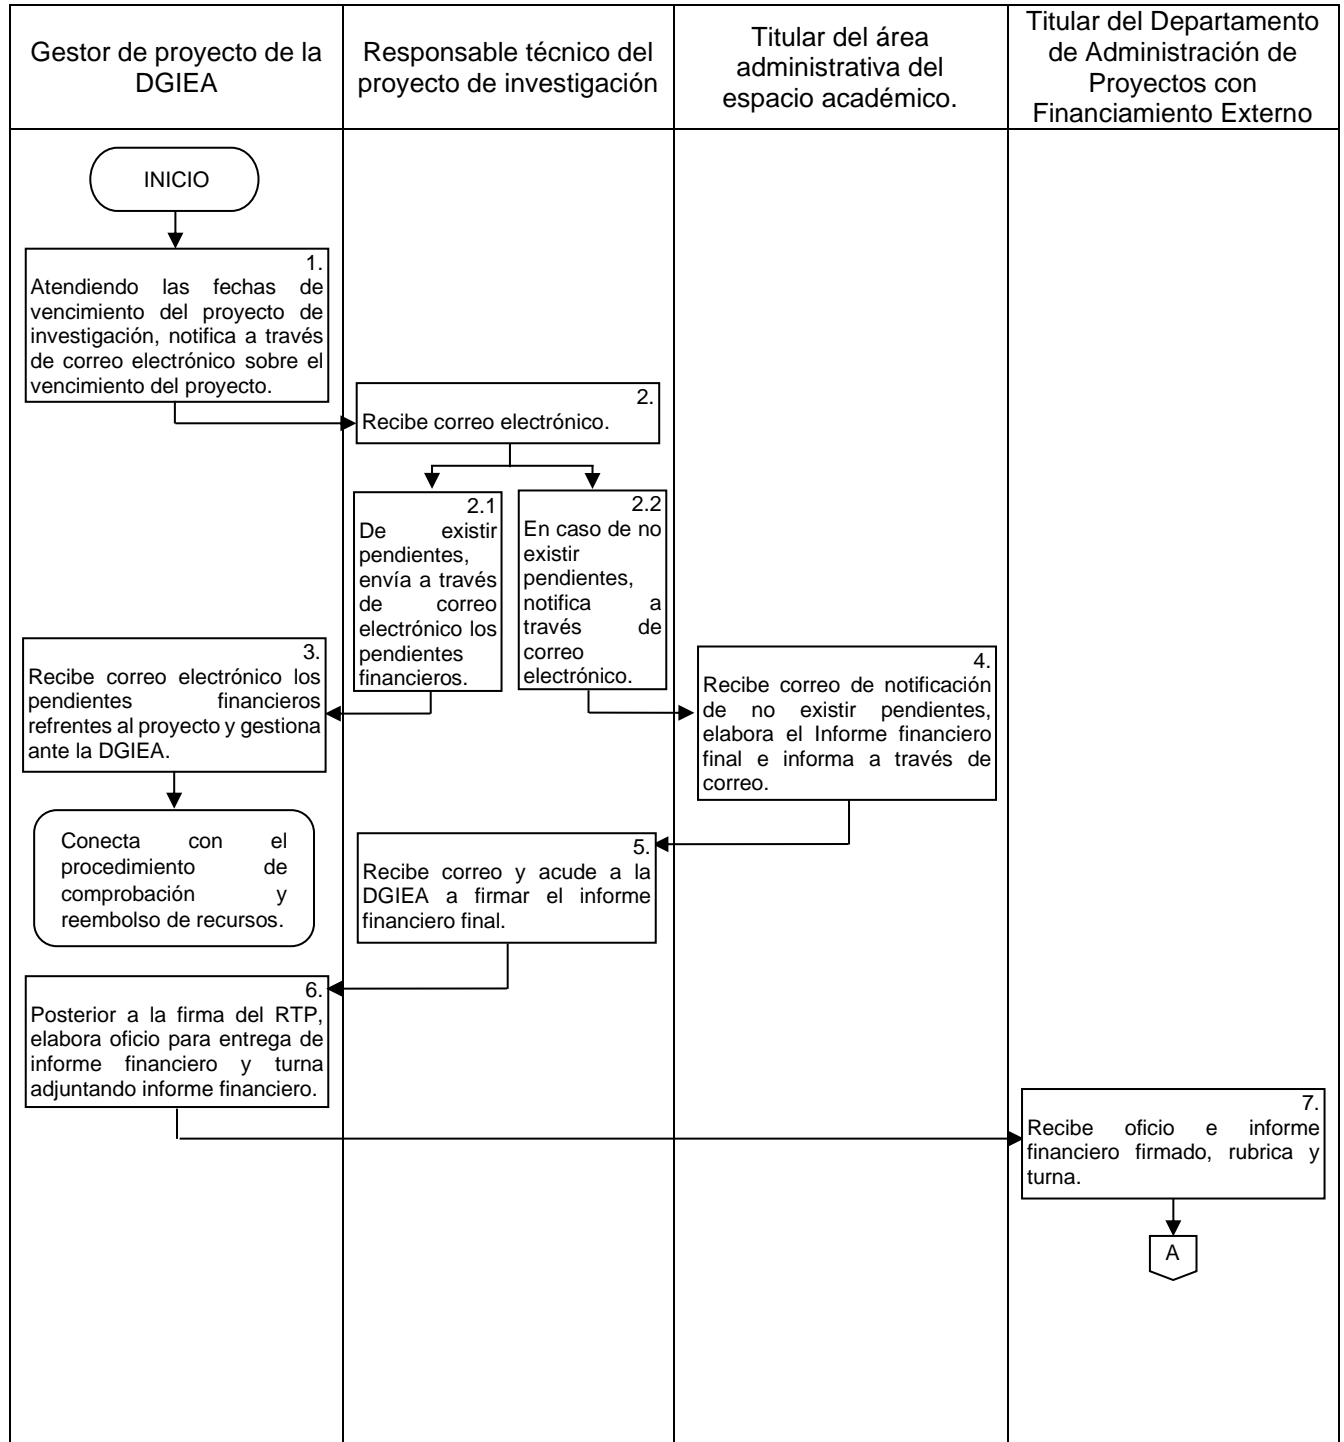 Gestor de proyecto de la
DGIEA
Responsable técnico del
proyecto de investigación
Titular del área
administrativa del
espacio académico.
Titular del Departamento
de Administración de
Proyectos con
Financiamiento Externo
INICIO
1.
Atendiendo las fechas de
vencimiento del proyecto de
investigación, notifica a través
de correo electrónico sobre el
vencimiento del proyecto.
2.
Recibe correo electrónico.
2.1
De existir
pendientes,
envía a través
de correo
electrónico los
pendientes
financieros.
2.2
En caso de no
existir
pendientes,
notifica a
través de
correo
electrónico.
3.
Recibe correo electrónico los
pendientes financieros
refrentes al proyecto y gestiona
ante la DGIEA.
Conecta con el
procedimiento de
comprobación y
reembolso de recursos.
4.
Recibe correo de notificación
de no existir pendientes,
elabora el Informe financiero
final e informa a través de
correo.
5.
Recibe correo y acude a la
DGIEA a firmar el informe
financiero final.
6.
Posterior a la firma del RTP,
elabora oficio para entrega de
informe financiero y turna
adjuntando informe financiero.
7.
Recibe oficio e informe
financiero firmado, rubrica y
turna.
A